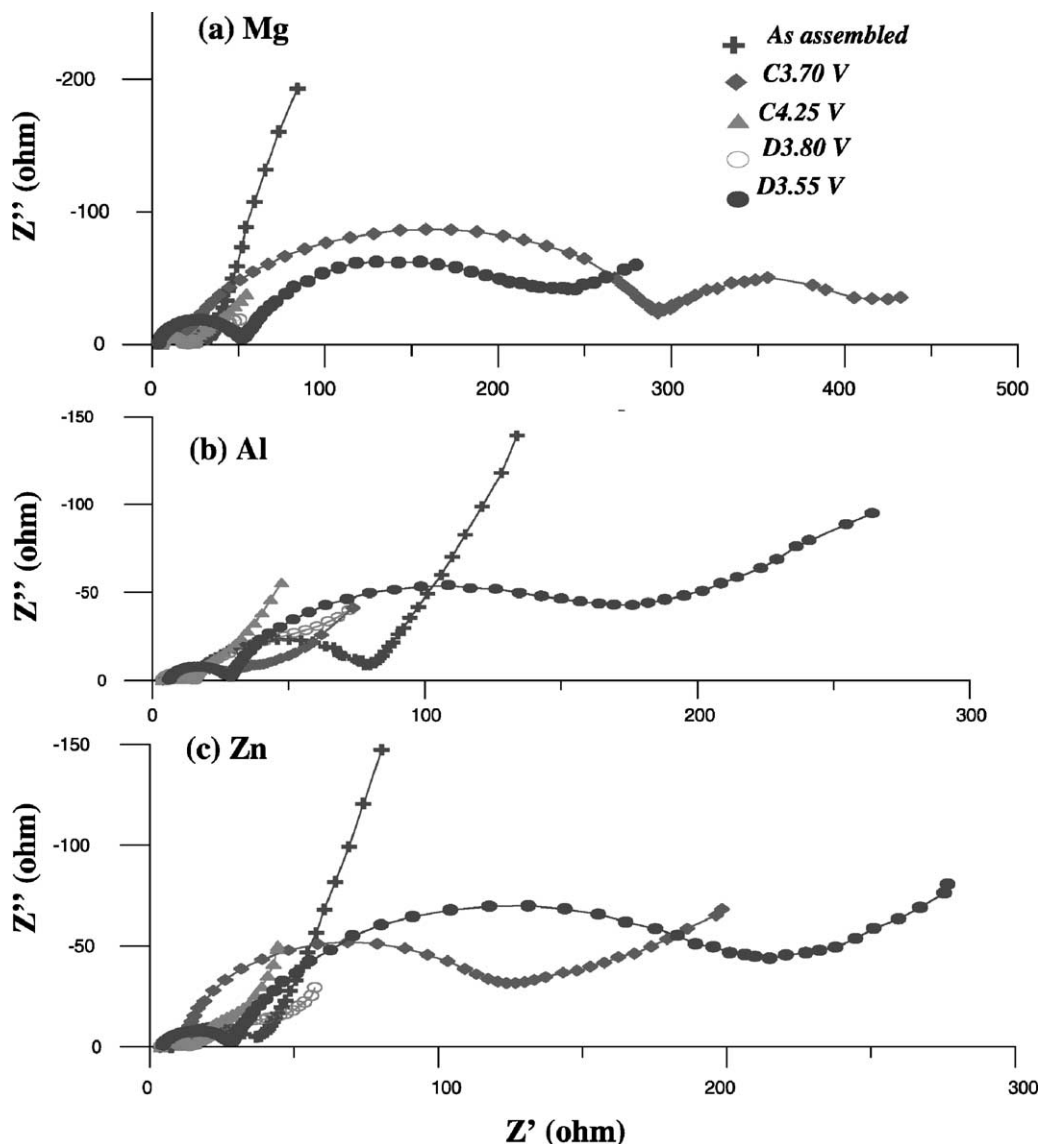 (a) Mg
As assembled
C3.70 V
C4.25 V
D3.80 V
D3.55 V
-200
-100
0
Z’’ (ohm)
0 100 200 300 400 500
(b) Al
-150
-100
-50
0
Z’’ (ohm)
0 100 200 300
(c) Zn
-150
-100
-50
0
Z’’ (ohm)
0 100 200 300
Z’ (ohm)